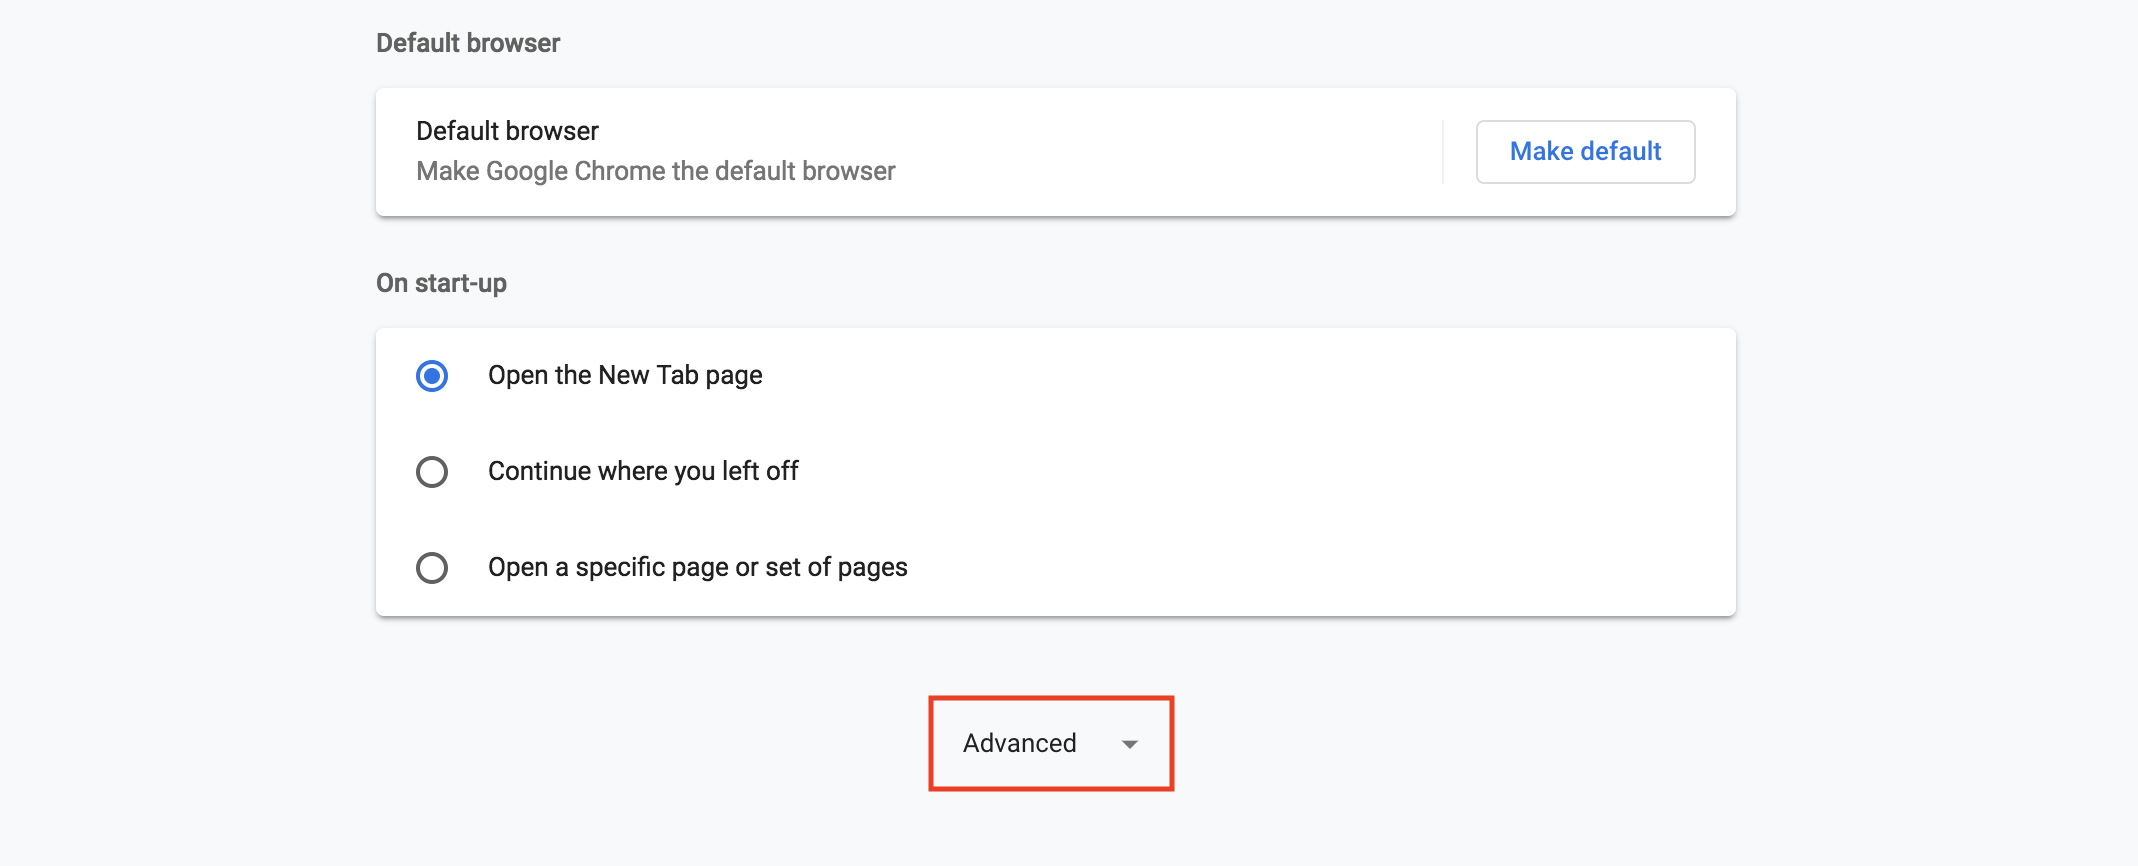 Default browser
Default browser
Make default
Make Google Chrome the default browser
On start-up
Open the New Tab page
Continue where you left off
Open a specific page or set of pages
Advanced